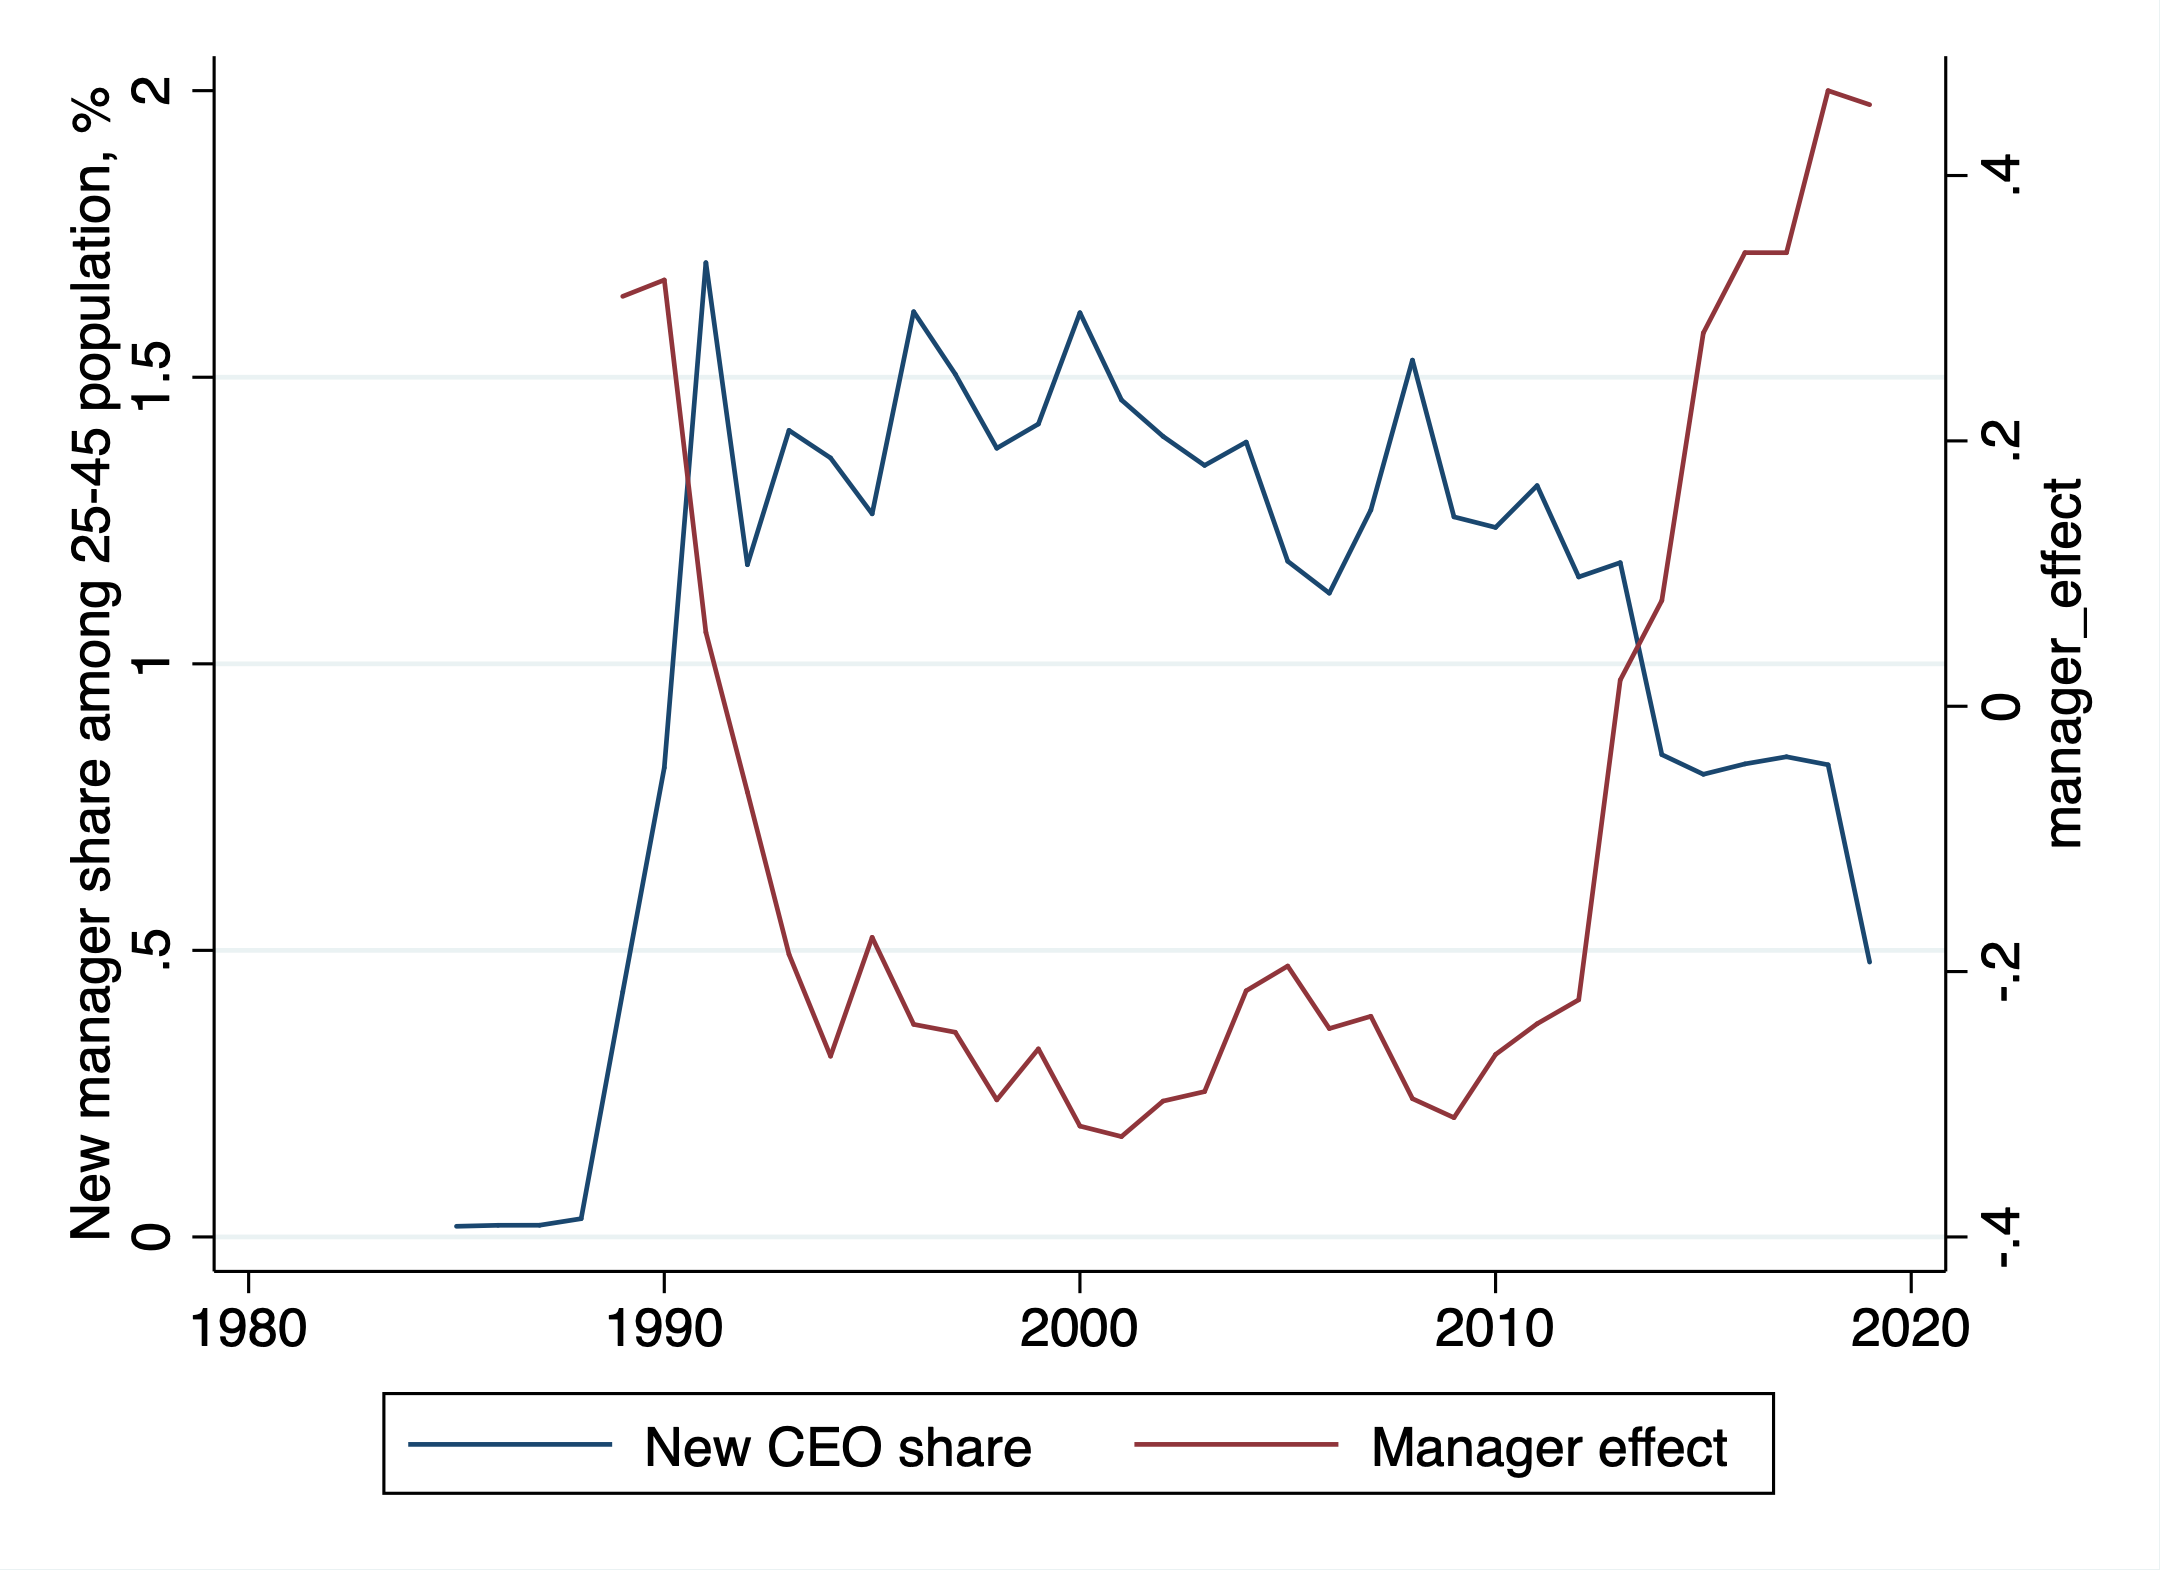 New manager share among 25-45 population, %
2
1.5
1
.5
0
.4
.2
0
-.2
-.4
manager_effect
1980 1990 2000 2010 2020
New CEO share Manager effect